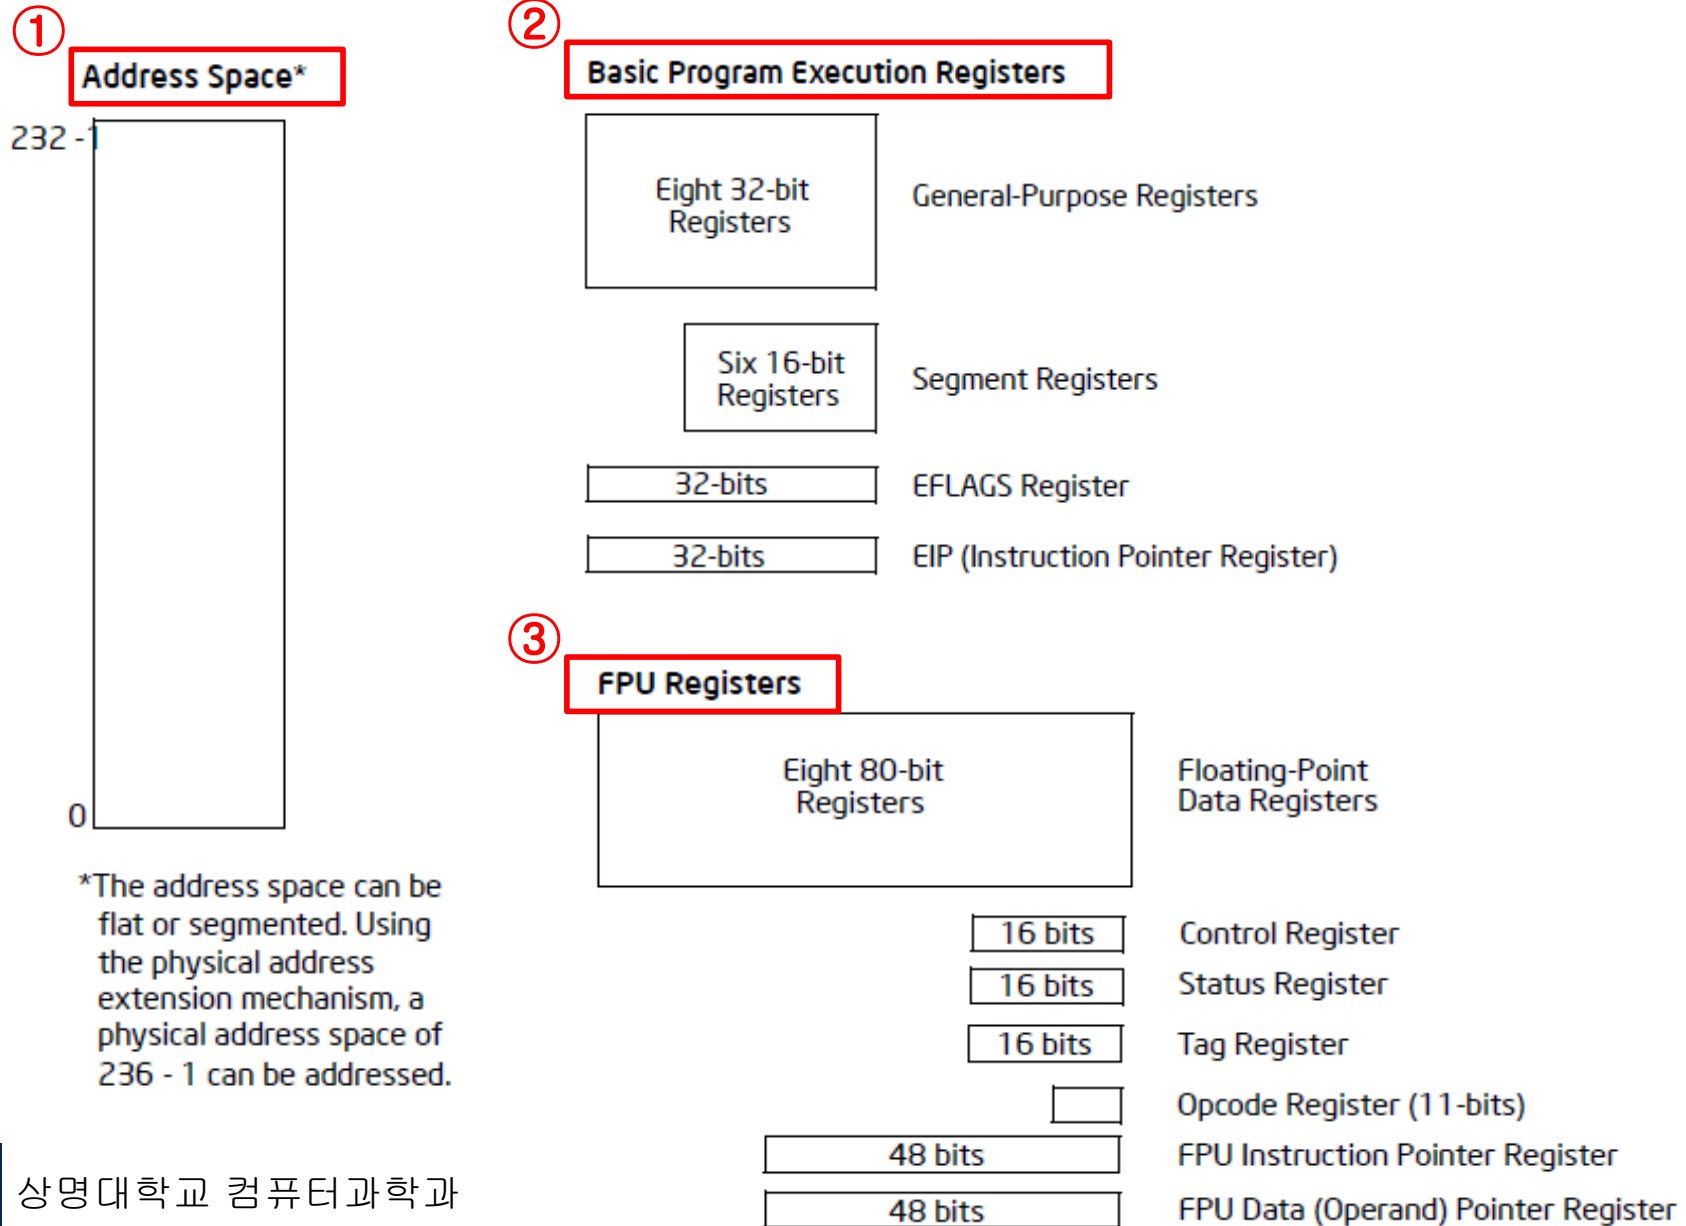 ①
Address Space*
232 -1
0
*The address space can be
flat or segmented. Using
the physical address
extension mechanism, a
physical address space of
236 - 1 can be addressed.
②
Basic Program Execution Registers
Eight 32-bit
Registers
General-Purpose Registers
Six 16-bit
Registers
Segment Registers
32-bits
EFLAGS Register
32-bits
EIP (Instruction Pointer Register)
③
FPU Registers
Eight 80-bit
Registers
Floating-Point
Data Registers
16 bits
Control Register
16 bits
Status Register
16 bits
Tag Register
Opcode Register (11-bits)
48 bits
FPU Instruction Pointer Register
48 bits
FPU Data (Operand) Pointer Register
상명대학교 컴퓨터과학과